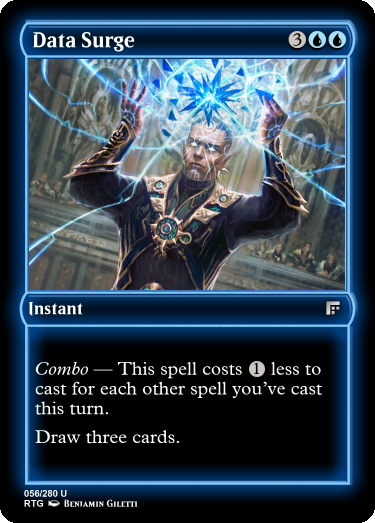 Data Surge 3
Instant
Combo — This spell costs 1 less to
cast for each other spell you've cast
this turn.
Draw three cards.
056/280 U
RTG Benjamin Giletti